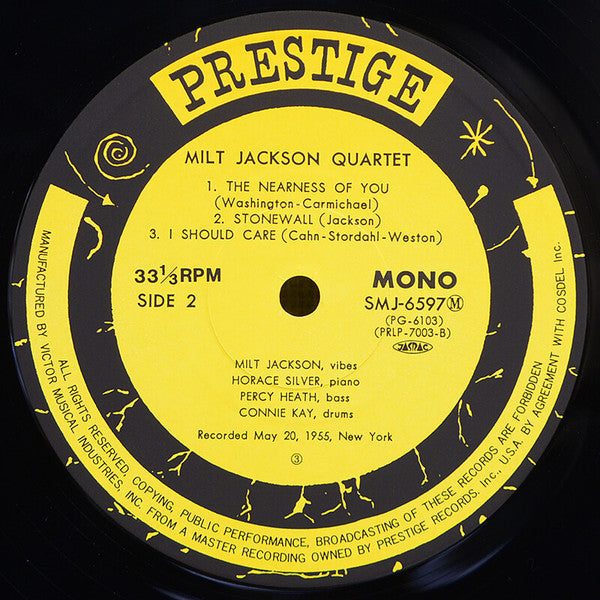 PRESTIGE
MILT JACKSON QUARTET
1. THE NEARNESS OF YOU
(Washington-Carmichael)
2. STONEWALL (Jackson)
3. I SHOULD CARE (Cahn-Stordahl-Weston)
33⅓RPM
SIDE 2
MONO
SMJ-6597Ⓜ
(PG-6103)
(PRLP-7003-B)
JASRAC
MILT JACKSON, vibes
HORACE SILVER, piano
PERCY HEATH, bass
CONNIE KAY, drums
Recorded May 20, 1955, New York
③
MANUFACTURED BY VICTOR MUSICAL INDUSTRIES, INC. FROM A MASTER RECORDING OWNED BY PRESTIGE RECORDS. Inc., U.S.A. BY AGREEMENT WITH COSDEL Inc.
ALL RIGHTS RESERVED, COPYING, PUBLIC PERFORMANCE, BROADCASTING OF THESE RECORDS ARE FORBIDDEN